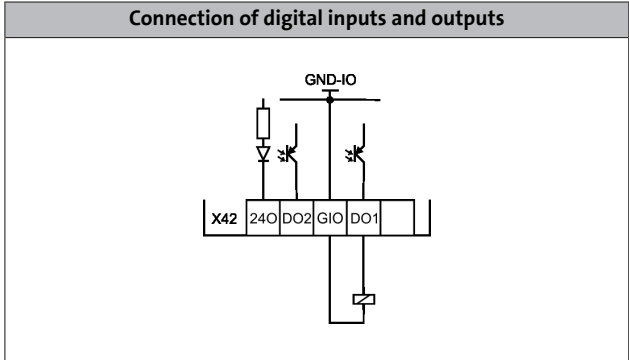 Connection of digital inputs and outputs
GND-IO
X42 24O DO2 GIO DO1